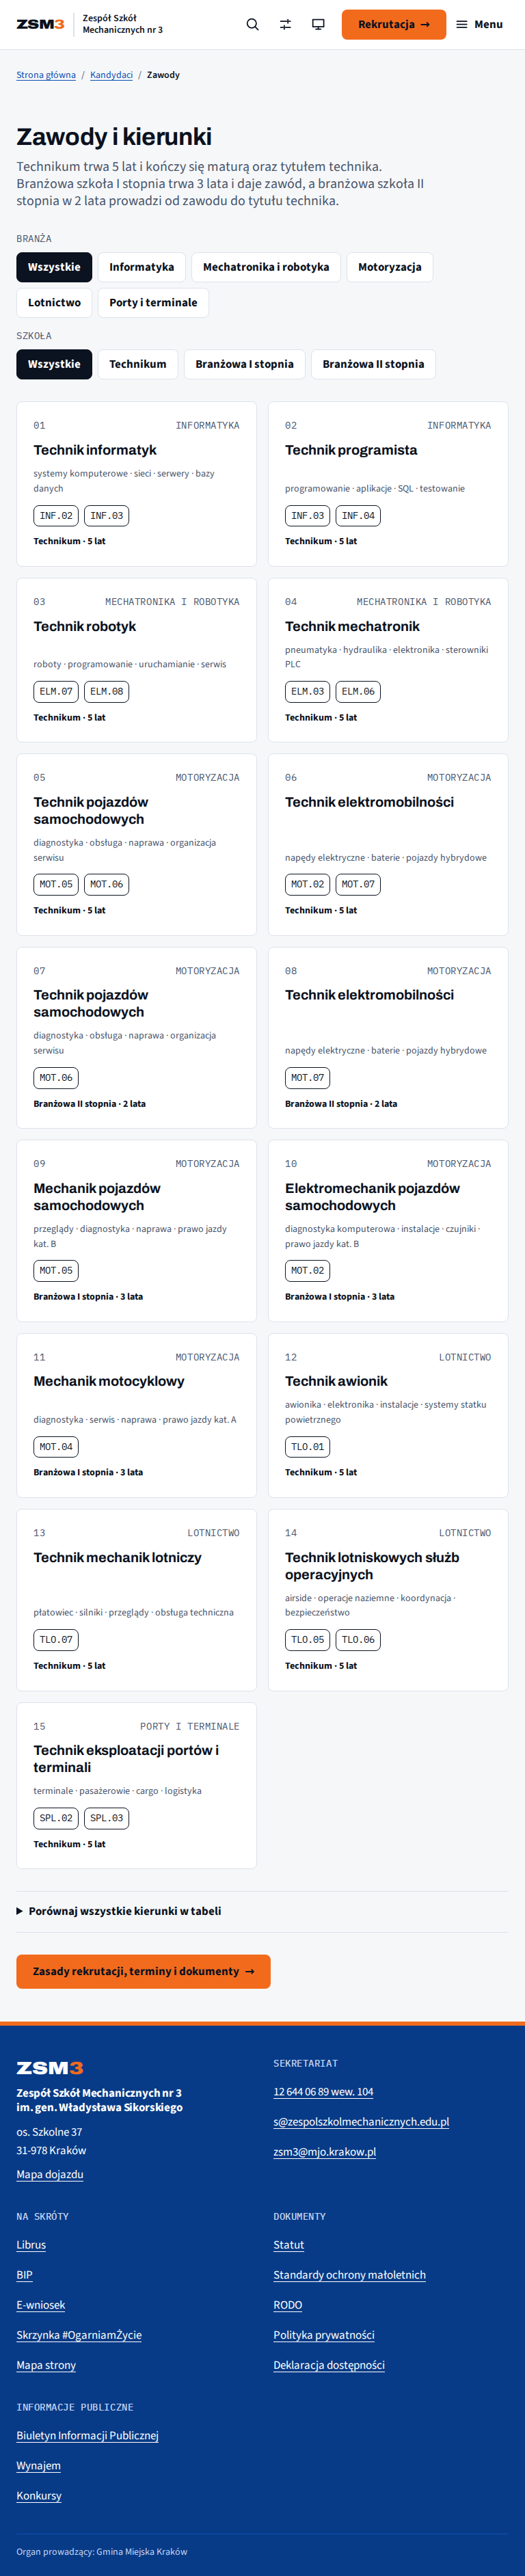 ZSM3
Zespół Szkół
Mechanicznych nr 3
Rekrutacja →
Menu
Strona główna / Kandydaci / Zawody
Zawody i kierunki
Technikum trwa 5 lat i kończy się maturą oraz tytułem technika.
Branżowa szkoła I stopnia trwa 3 lata i daje zawód, a branżowa szkoła II
stopnia w 2 lata prowadzi od zawodu do tytułu technika.
BRANŻA
Wszystkie Informatyka Mechatronika i robotyka Motoryzacja
Lotnictwo Porty i terminale
SZKOŁA
Wszystkie Technikum Branżowa I stopnia Branżowa II stopnia
01 INFORMATYKA
Technik informatyk
systemy komputerowe · sieci · serwery · bazy
danych
INF.02 INF.03
Technikum · 5 lat
02 INFORMATYKA
Technik programista
programowanie · aplikacje · SQL · testowanie
INF.03 INF.04
Technikum · 5 lat
03 MECHATRONIKA I ROBOTYKA
Technik robotyk
roboty · programowanie · uruchamianie · serwis
ELM.07 ELM.08
Technikum · 5 lat
04 MECHATRONIKA I ROBOTYKA
Technik mechatronik
pneumatyka · hydraulika · elektronika · sterowniki
PLC
ELM.03 ELM.06
Technikum · 5 lat
05 MOTORYZACJA
Technik pojazdów
samochodowych
diagnostyka · obsługa · naprawa · organizacja
serwisu
MOT.05 MOT.06
Technikum · 5 lat
06 MOTORYZACJA
Technik elektromobilności
napędy elektryczne · baterie · pojazdy hybrydowe
MOT.02 MOT.07
Technikum · 5 lat
07 MOTORYZACJA
Technik pojazdów
samochodowych
diagnostyka · obsługa · naprawa · organizacja
serwisu
MOT.06
Branżowa II stopnia · 2 lata
08 MOTORYZACJA
Technik elektromobilności
napędy elektryczne · baterie · pojazdy hybrydowe
MOT.07
Branżowa II stopnia · 2 lata
09 MOTORYZACJA
Mechanik pojazdów
samochodowych
przeglądy · diagnostyka · naprawa · prawo jazdy
kat. B
MOT.05
Branżowa I stopnia · 3 lata
10 MOTORYZACJA
Elektromechanik pojazdów
samochodowych
diagnostyka komputerowa · instalacje · czujniki ·
prawo jazdy kat. B
MOT.02
Branżowa I stopnia · 3 lata
11 MOTORYZACJA
Mechanik motocyklowy
diagnostyka · serwis · naprawa · prawo jazdy kat. A
MOT.04
Branżowa I stopnia · 3 lata
12 LOTNICTWO
Technik awionik
awionika · elektronika · instalacje · systemy statku
powietrznego
TLO.01
Technikum · 5 lat
13 LOTNICTWO
Technik mechanik lotniczy
płatowiec · silniki · przeglądy · obsługa techniczna
TLO.07
Technikum · 5 lat
14 LOTNICTWO
Technik lotniskowych służb
operacyjnych
airside · operacje naziemne · koordynacja ·
bezpieczeństwo
TLO.05 TLO.06
Technikum · 5 lat
15 PORTY I TERMINALE
Technik eksploatacji portów i
terminali
terminale · pasażerowie · cargo · logistyka
SPL.02 SPL.03
Technikum · 5 lat
Porównaj wszystkie kierunki w tabeli
Zasady rekrutacji, terminy i dokumenty →
ZSM3
Zespół Szkół Mechanicznych nr 3
im. gen. Władysława Sikorskiego
os. Szkolne 37
31-978 Kraków
Mapa dojazdu
SEKRETARIAT
12 644 06 89 wew. 104
s@zespolszkolmechanicznych.edu.pl
zsm3@mjo.krakow.pl
NA SKRÓTY
Librus
BIP
E-wniosek
Skrzynka #OgarniamŻycie
Mapa strony
DOKUMENTY
Statut
Standardy ochrony małoletnich
RODO
Polityka prywatności
Deklaracja dostępności
INFORMACJE PUBLICZNE
Biuletyn Informacji Publicznej
Wynajem
Konkursy
Organ prowadzący: Gmina Miejska Kraków